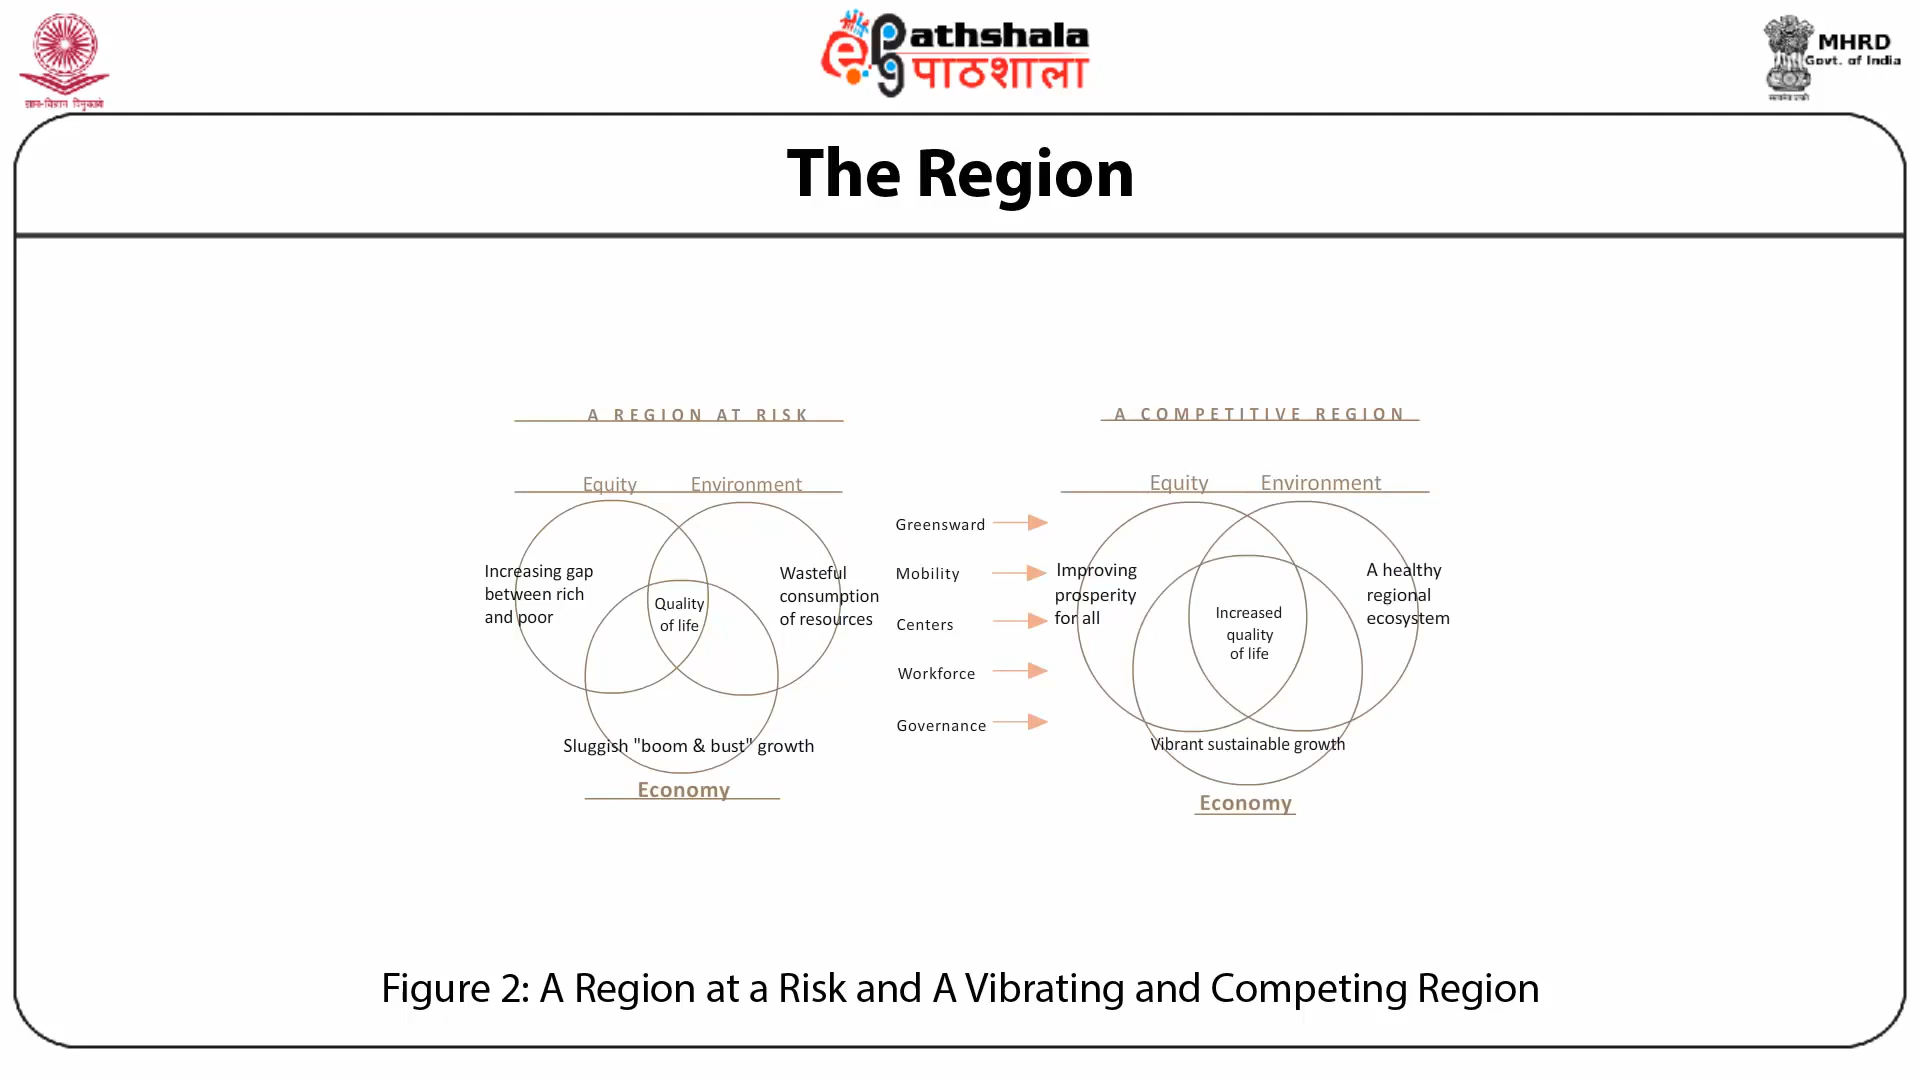 ePGathshala
पाठशाला
MHRD
Govt. of India
The Region
A REGION AT RISK
Equity Environment
Increasing gap
between rich
and poor
Quality
of life
Wasteful
consumption
of resources
Sluggish "boom & bust" growth
Economy
Greensward
Mobility
Centers
Workforce
Governance
A COMPETITIVE REGION
Equity Environment
Improving
prosperity
for all
Increased
quality
of life
A healthy
regional
ecosystem
Vibrant sustainable growth
Economy
Figure 2: A Region at a Risk and A Vibrating and Competing Region